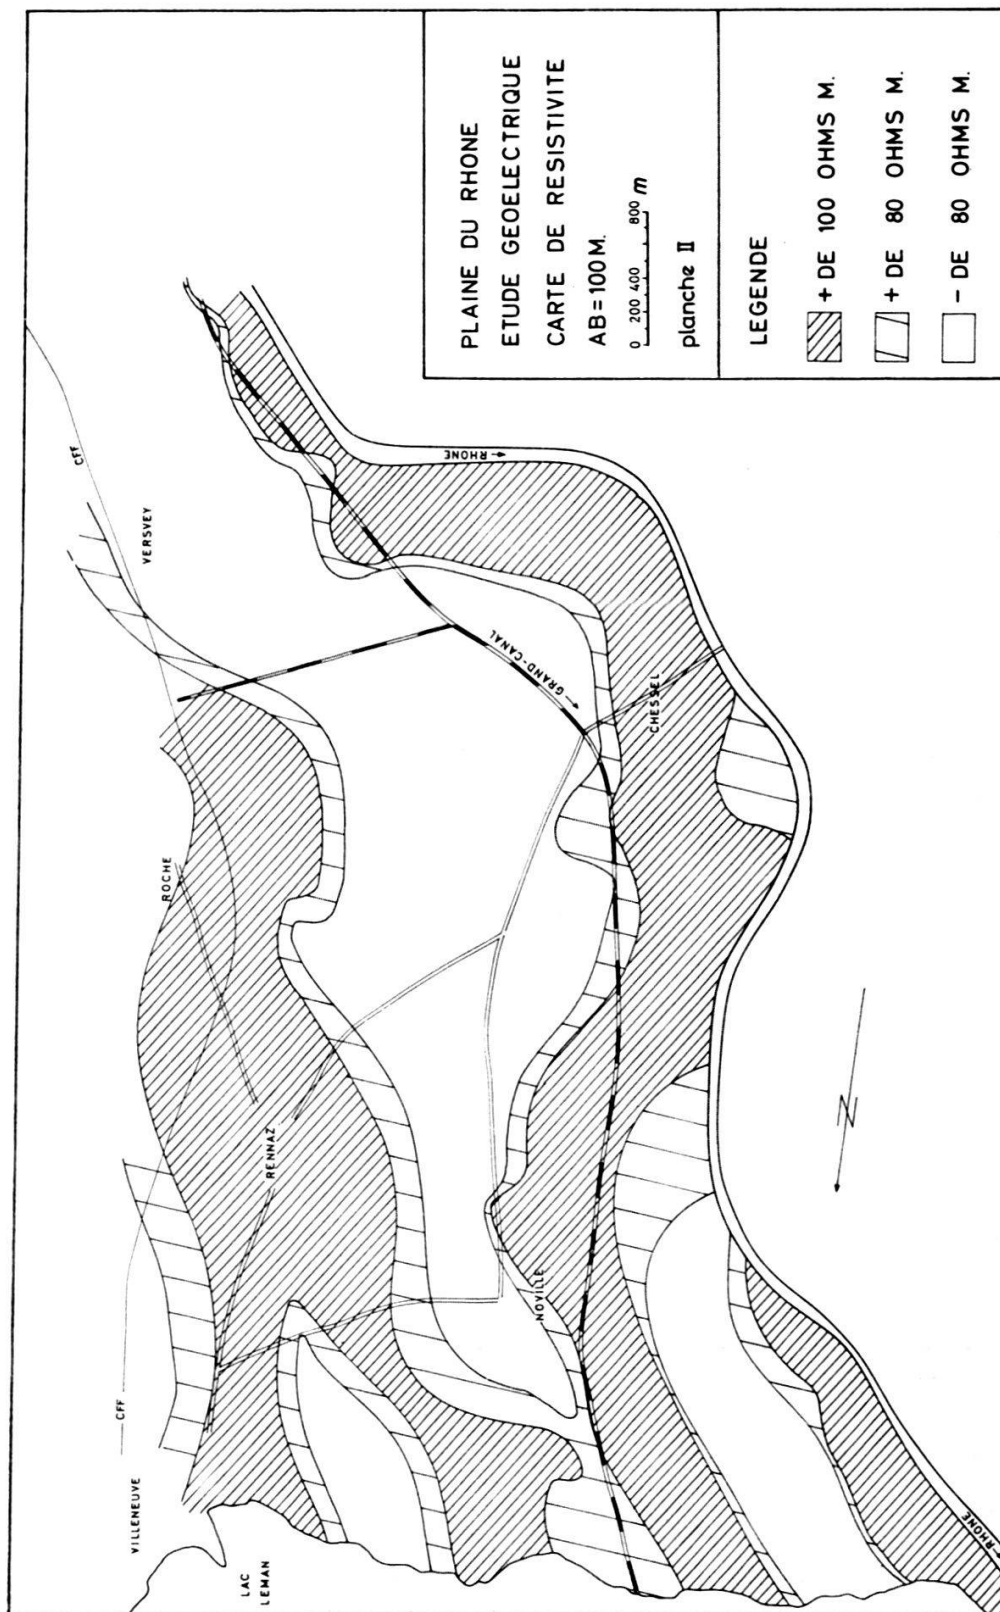 PLAINE DU RHONE
ETUDE GEOELECTRIQUE
CARTE DE RESISTIVITE
AB = 100 M.
0 200 400 800 m
planche II
LEGENDE
+ DE 100 OHMS M.
+ DE 80 OHMS M.
- DE 80 OHMS M.
VILLENEUVE
LAC
LEMAN
CFF
RENNAZ
ROCHE
VERSVEY
CFF
NOVILLE
CHESSEL
GRAND-CANAL
RHONE
RHONE
N